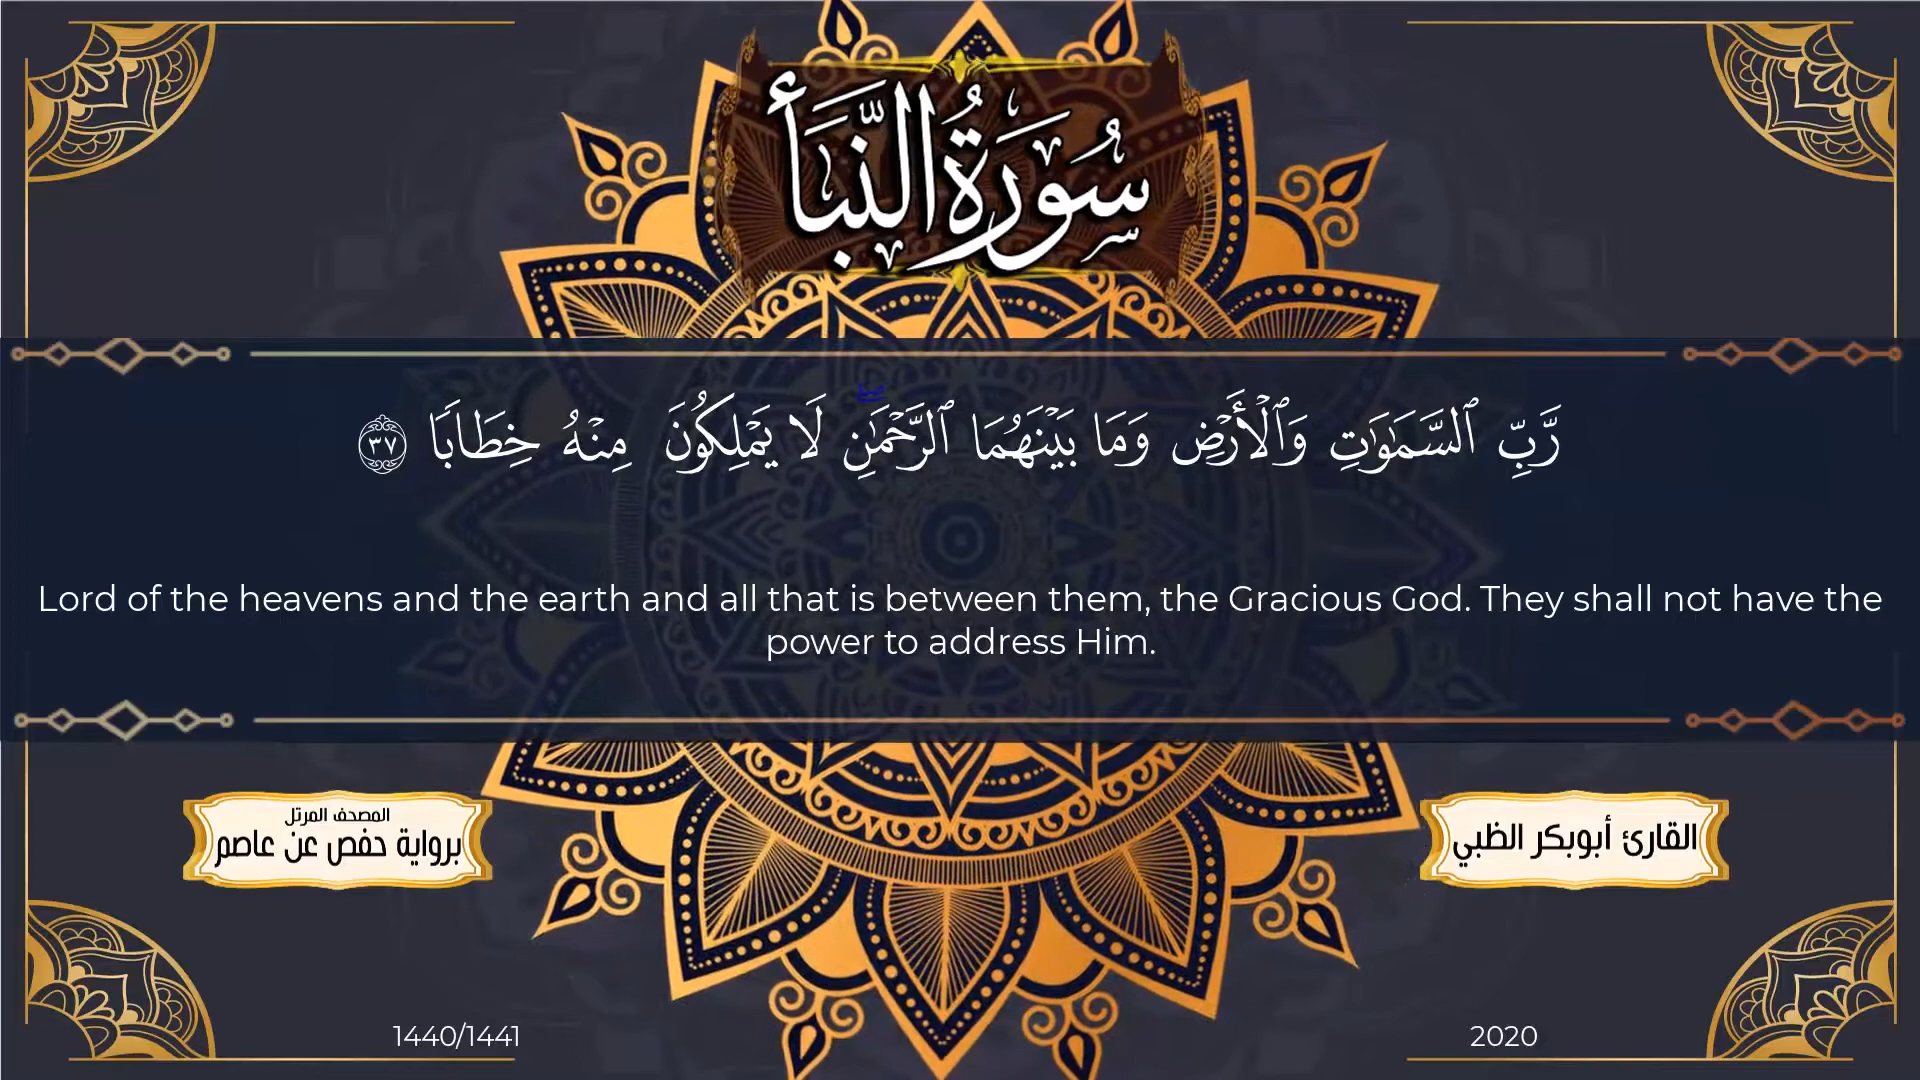 سُورَةُ النَّبَأ
رَّبِّ ٱلسَّمَٰوَٰتِ وَٱلْأَرْضِ وَمَا بَيْنَهُمَا ٱلرَّحْمَٰنِۖ لَا يَمْلِكُونَ مِنْهُ خِطَابًا ٣٧
Lord of the heavens and the earth and all that is between them, the Gracious God. They shall not have the
power to address Him.
القارئ أبوبكر الظبي
المصحف المرتل
برواية حفص عن عاصم
1440/1441
2020